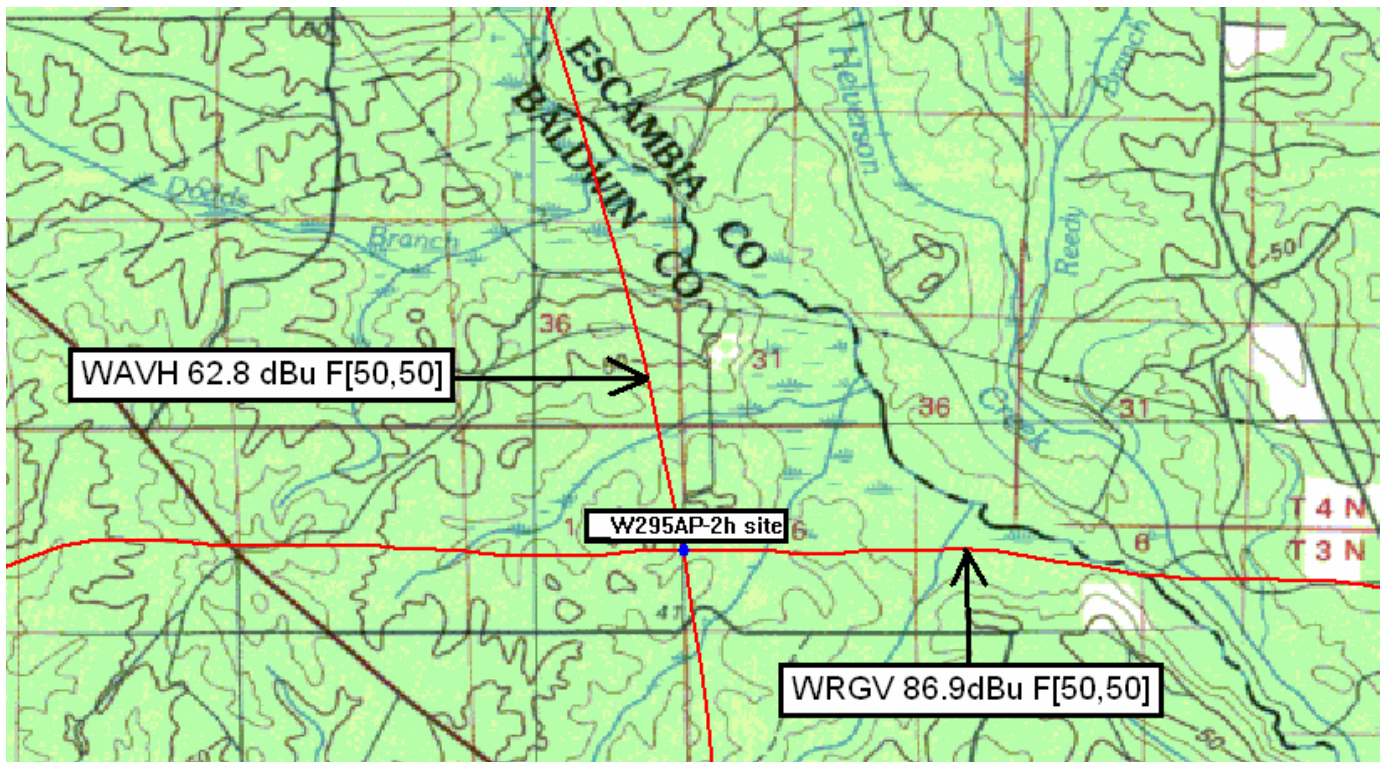 ESCAMBIA CO
BALDWIN CO
Helverson
Creek
Branch
Reedy
Dodds
Branch
50
36
31
WAVH 62.8 dBu F[50,50]
36
31
W295AP-2h site
1
6
6
T 4 N
T 3 N
41
WRGV 86.9dBu F[50,50]
50